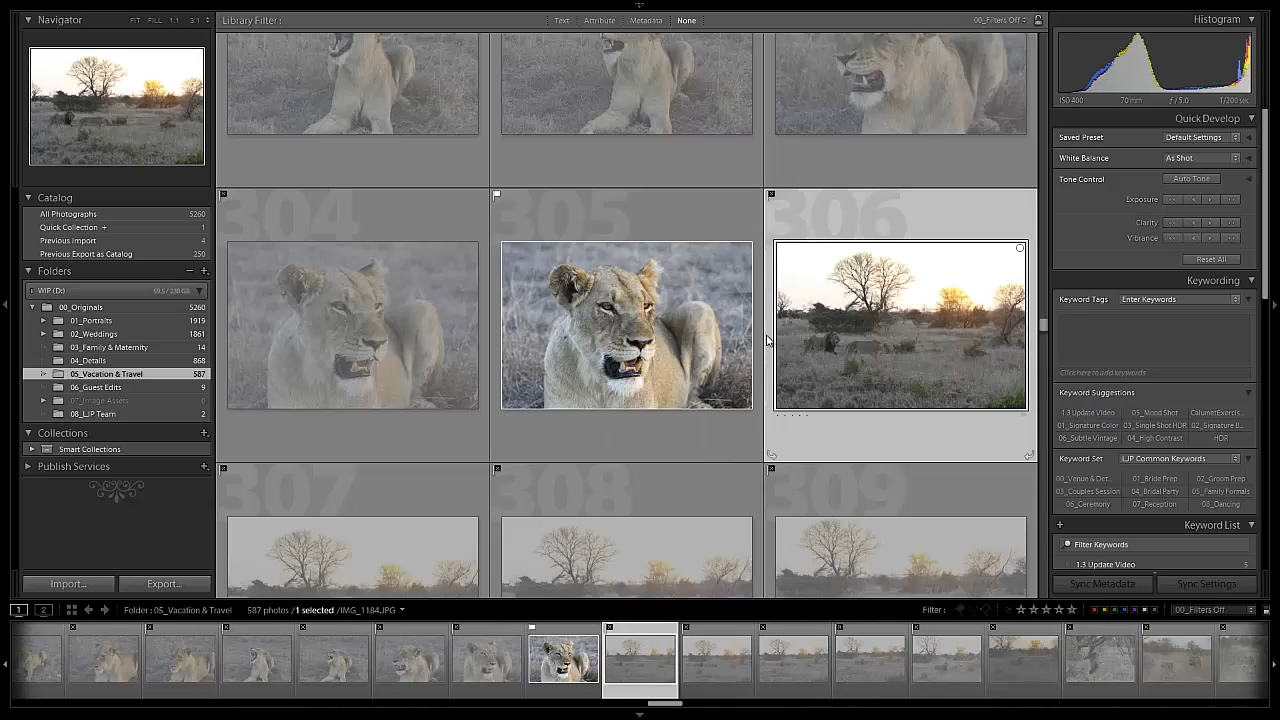 Navigator FIT FILL 1:1 3:1
Library Filter : Text Attribute Metadata None 00_Filters Off
Histogram
ISO 400 70 mm ƒ / 5.0 1/200 sec
Quick Develop
Saved Preset Default Settings
White Balance As Shot
Tone Control Auto Tone
Exposure
Clarity
Vibrance
Reset All
Catalog
All Photographs 5260
Quick Collection + 1
Previous Import 4
Previous Export as Catalog 250
Folders
WIP (D:) 59.5 / 238 GB
00_Originals 5260
01_Portraits 1919
02_Weddings 1861
03_Family & Maternity 14
04_Details 868
05_Vacation & Travel 587
06_Guest Edits 9
07_Image Assets 0
08_LJP Team 2
Collections
Smart Collections
Publish Services
Import...
Export...
304
305
306
307
308
309
Keywording
Keyword Tags Enter Keywords
Click here to add keywords
Keyword Suggestions
1.3 Update Video 05_Mood Shot CalumetExercis...
01_Signature Color 03_Single Shot HDR 02_Signature B...
06_Subtle Vintage 04_High Contrast HDR
Keyword Set LJP Common Keywords
00_Venue & Det... 01_Bride Prep 02_Groom Prep
03_Couples Session 04_Bridal Party 05_Family Formals
06_Ceremony 07_Reception 08_Dancing
Keyword List
Filter Keywords
1.3 Update Video 5
Sync Metadata Sync Settings
1 2 Folder : 05_Vacation & Travel 587 photos / 1 selected / IMG_1184.JPG Filter : 00_Filters Off